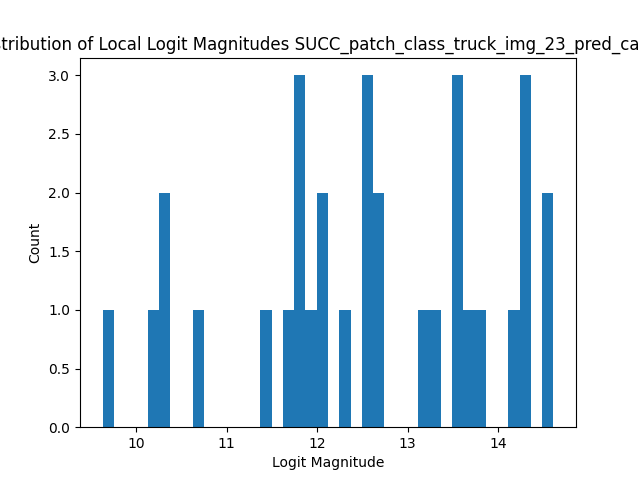 stribution of Local Logit Magnitudes SUCC_patch_class_truck_img_23_pred_ca
3.0
2.5
2.0
1.5
1.0
0.5
0.0
Count
10 11 12 13 14
Logit Magnitude